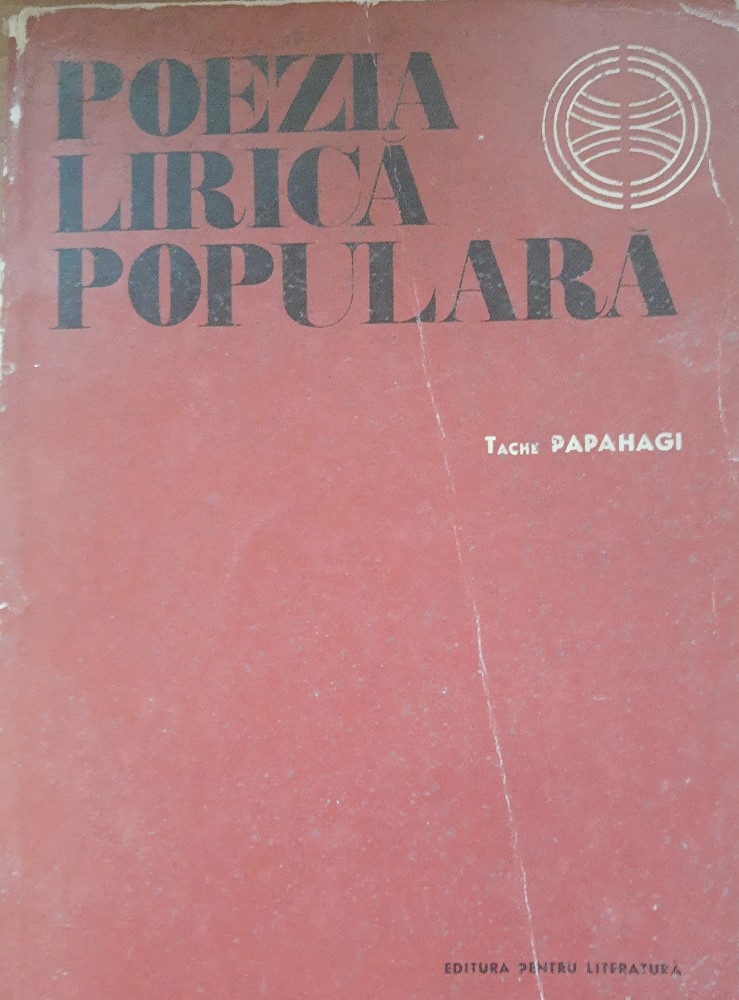 POEZIA
LIRICĂ
POPULARĂ
TACHE PAPAHAGI
EDITURA PENTRU LITERATURĂ